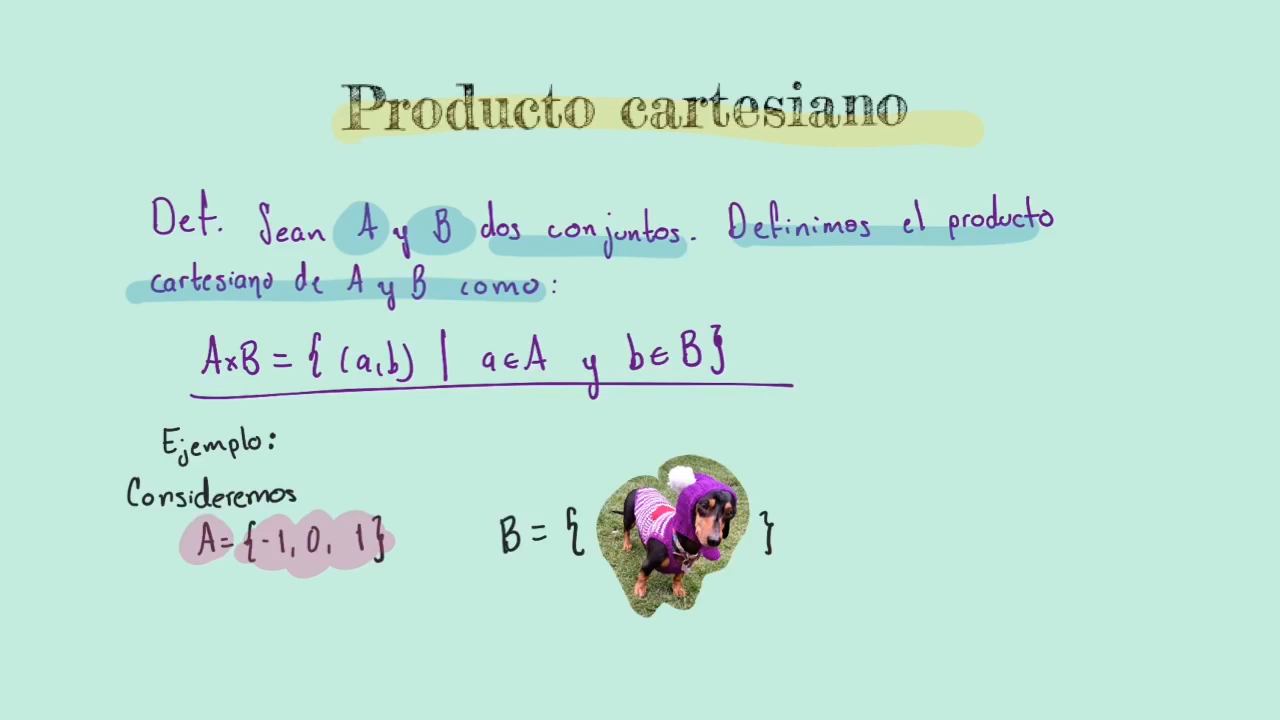 Producto cartesiano
Def. Sean A y B dos conjuntos. Definimos el producto
cartesiano de A y B como:
A×B = { (a,b) | a∈A y b∈B}
Ejemplo:
Consideremos
A={-1, 0, 1} B = { }